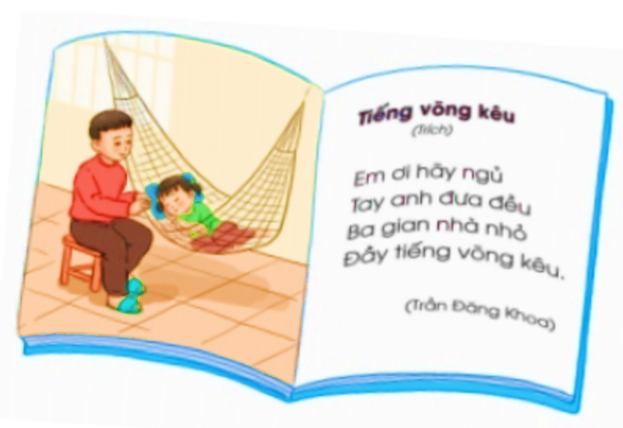 Tiếng võng kêu
(Trích)
Em ơi hãy ngủ
Tay anh đưa đều
Ba gian nhà nhỏ
Đầy tiếng võng kêu.
(Trần Đăng Khoa)